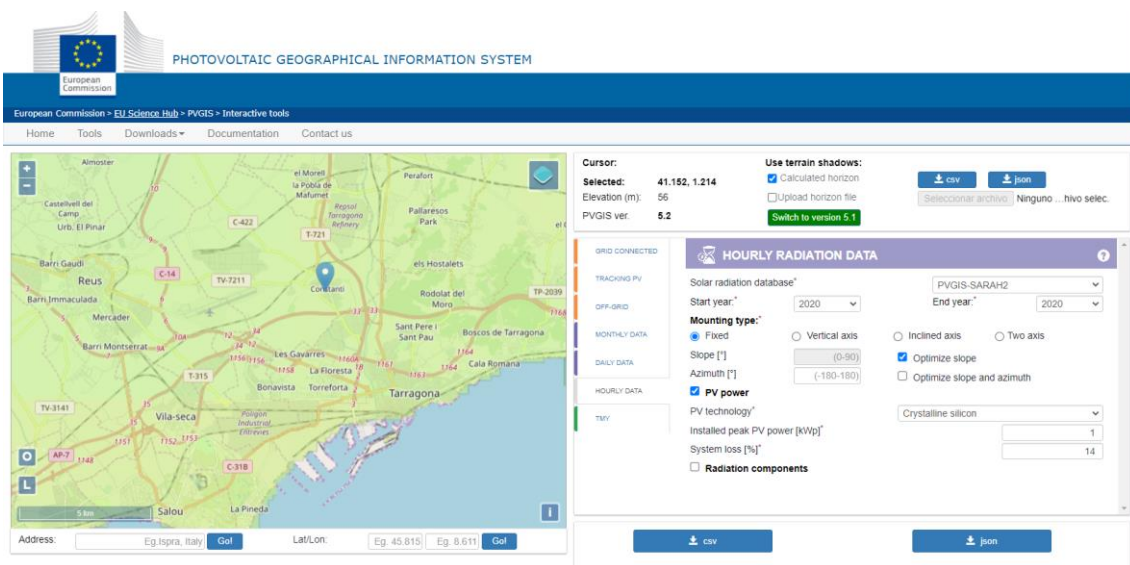 European
Commission
PHOTOVOLTAIC GEOGRAPHICAL INFORMATION SYSTEM
European Commission > EU Science Hub > PVGIS > Interactive tools
Home Tools Downloads Documentation Contact us
+
-
Almoster
el Morell
Perafort
la Pobla de
Mafumet
Castellvell del
Camp
Repsol
Tarragona
Refinery
Pallaresos
Park
Urb. El Pinar
C-422
T-721
Barri Gaudí
els Hostalets
Reus
C-14
TV-7211
Constantí
Rodolat del
Moro
TP-2039
Barri Immaculada
Mercader
Sant Pere i
Sant Pau
Boscos de Tarragona
Barri Montserrat
Les Gavarres
1164
Cala Romana
La Floresta
T-315
Bonavista Torreforta
Tarragona
TV-3141
Vila-seca
Polígon
Industrial
Entrevies
1151 1152 1153
AP-7 1148
C-31B
L
5 km
Salou
La Pineda
i
Address: Eg.Ispra, Italy Go! Lat/Lon: Eg. 45.815 Eg. 8.611 Go!
Cursor:
Selected: 41.152, 1.214
Elevation (m): 56
PVGIS ver. 5.2
Use terrain shadows:
Calculated horizon
Upload horizon file
Switch to version 5.1
csv json
Seleccionar archivo Ninguno …hivo selec.
GRID CONNECTED
TRACKING PV
OFF-GRID
MONTHLY DATA
DAILY DATA
HOURLY DATA
TMY
HOURLY RADIATION DATA ?
Solar radiation database* PVGIS-SARAH2
Start year:* 2020 End year:* 2020
Mounting type:*
Fixed Vertical axis Inclined axis Two axis
Slope [°] (0-90) Optimize slope
Azimuth [°] (-180-180) Optimize slope and azimuth
PV power
PV technology* Crystalline silicon
Installed peak PV power [kWp]* 1
System loss [%]* 14
Radiation components
csv json